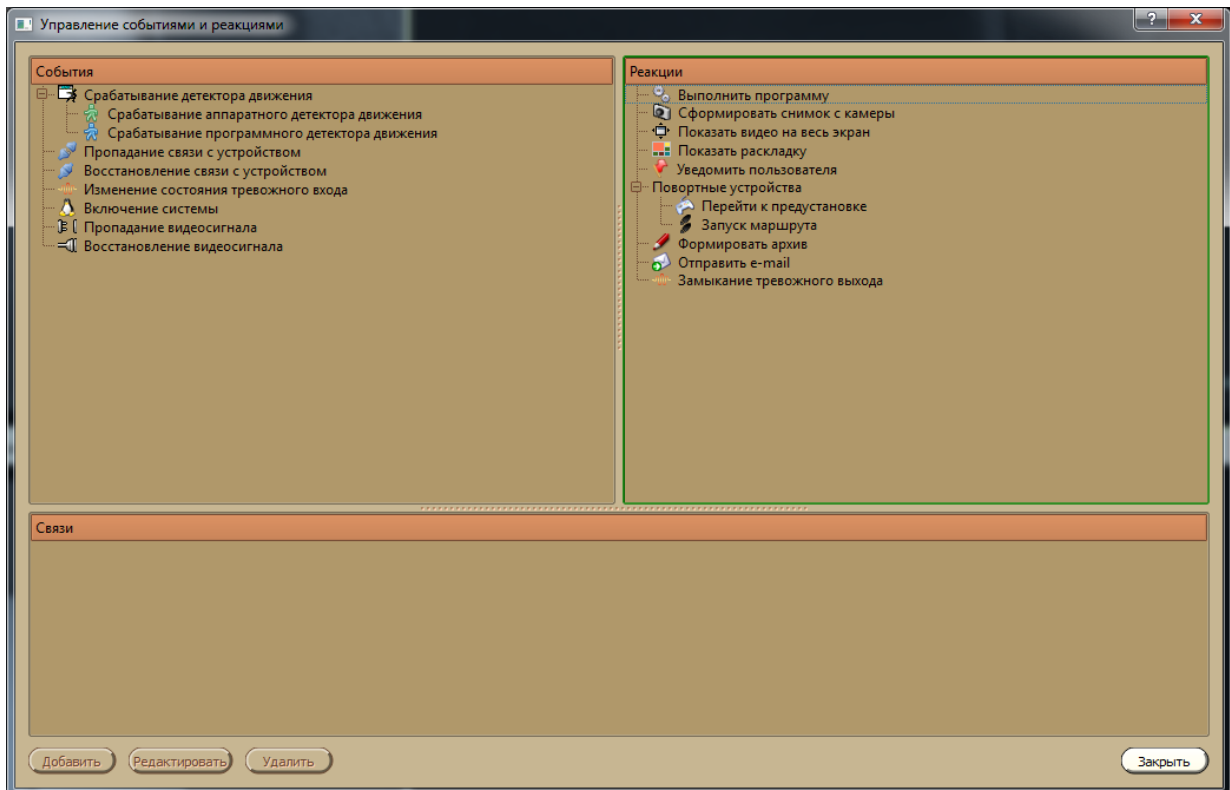 Управление событиями и реакциями
?
X
События
Срабатывание детектора движения
Срабатывание аппаратного детектора движения
Срабатывание программного детектора движения
Пропадание связи с устройством
Восстановление связи с устройством
Изменение состояния тревожного входа
Включение системы
Пропадание видеосигнала
Восстановление видеосигнала
Реакции
Выполнить программу
Сформировать снимок с камеры
Показать видео на весь экран
Показать раскладку
Уведомить пользователя
Повортные устройства
Перейти к предустановке
Запуск маршрута
Формировать архив
Отправить e-mail
Замыкание тревожного выхода
Связи
Добавить Редактировать Удалить Закрыть